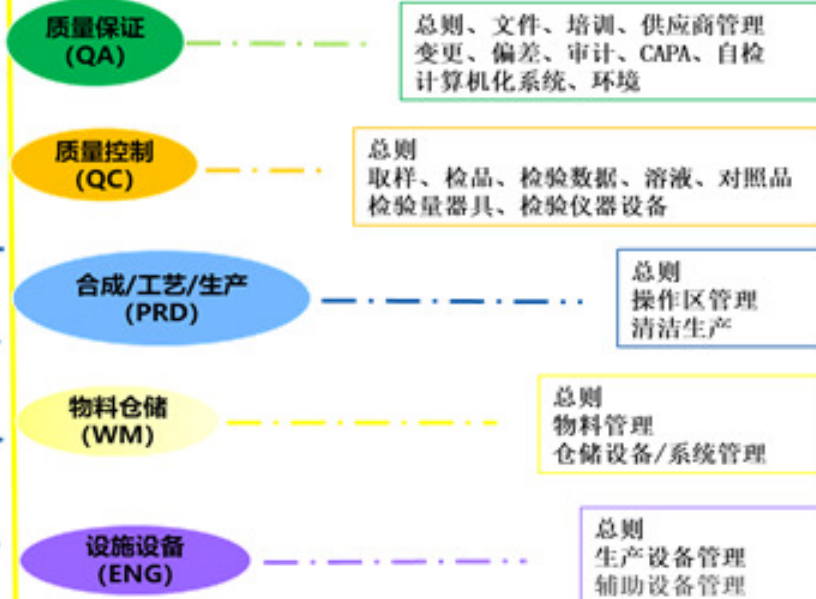 质量保证
(QA)
总则、文件、培训、供应商管理
变更、偏差、审计、CAPA、自检
计算机化系统、环境
质量控制
(QC)
总则
取样、检品、检验数据、溶液、对照品
检验量器具、检验仪器设备
合成/工艺/生产
(PRD)
总则
操作区管理
清洁生产
物料仓储
(WM)
总则
物料管理
仓储设备/系统管理
设施设备
(ENG)
总则
生产设备管理
辅助设备管理